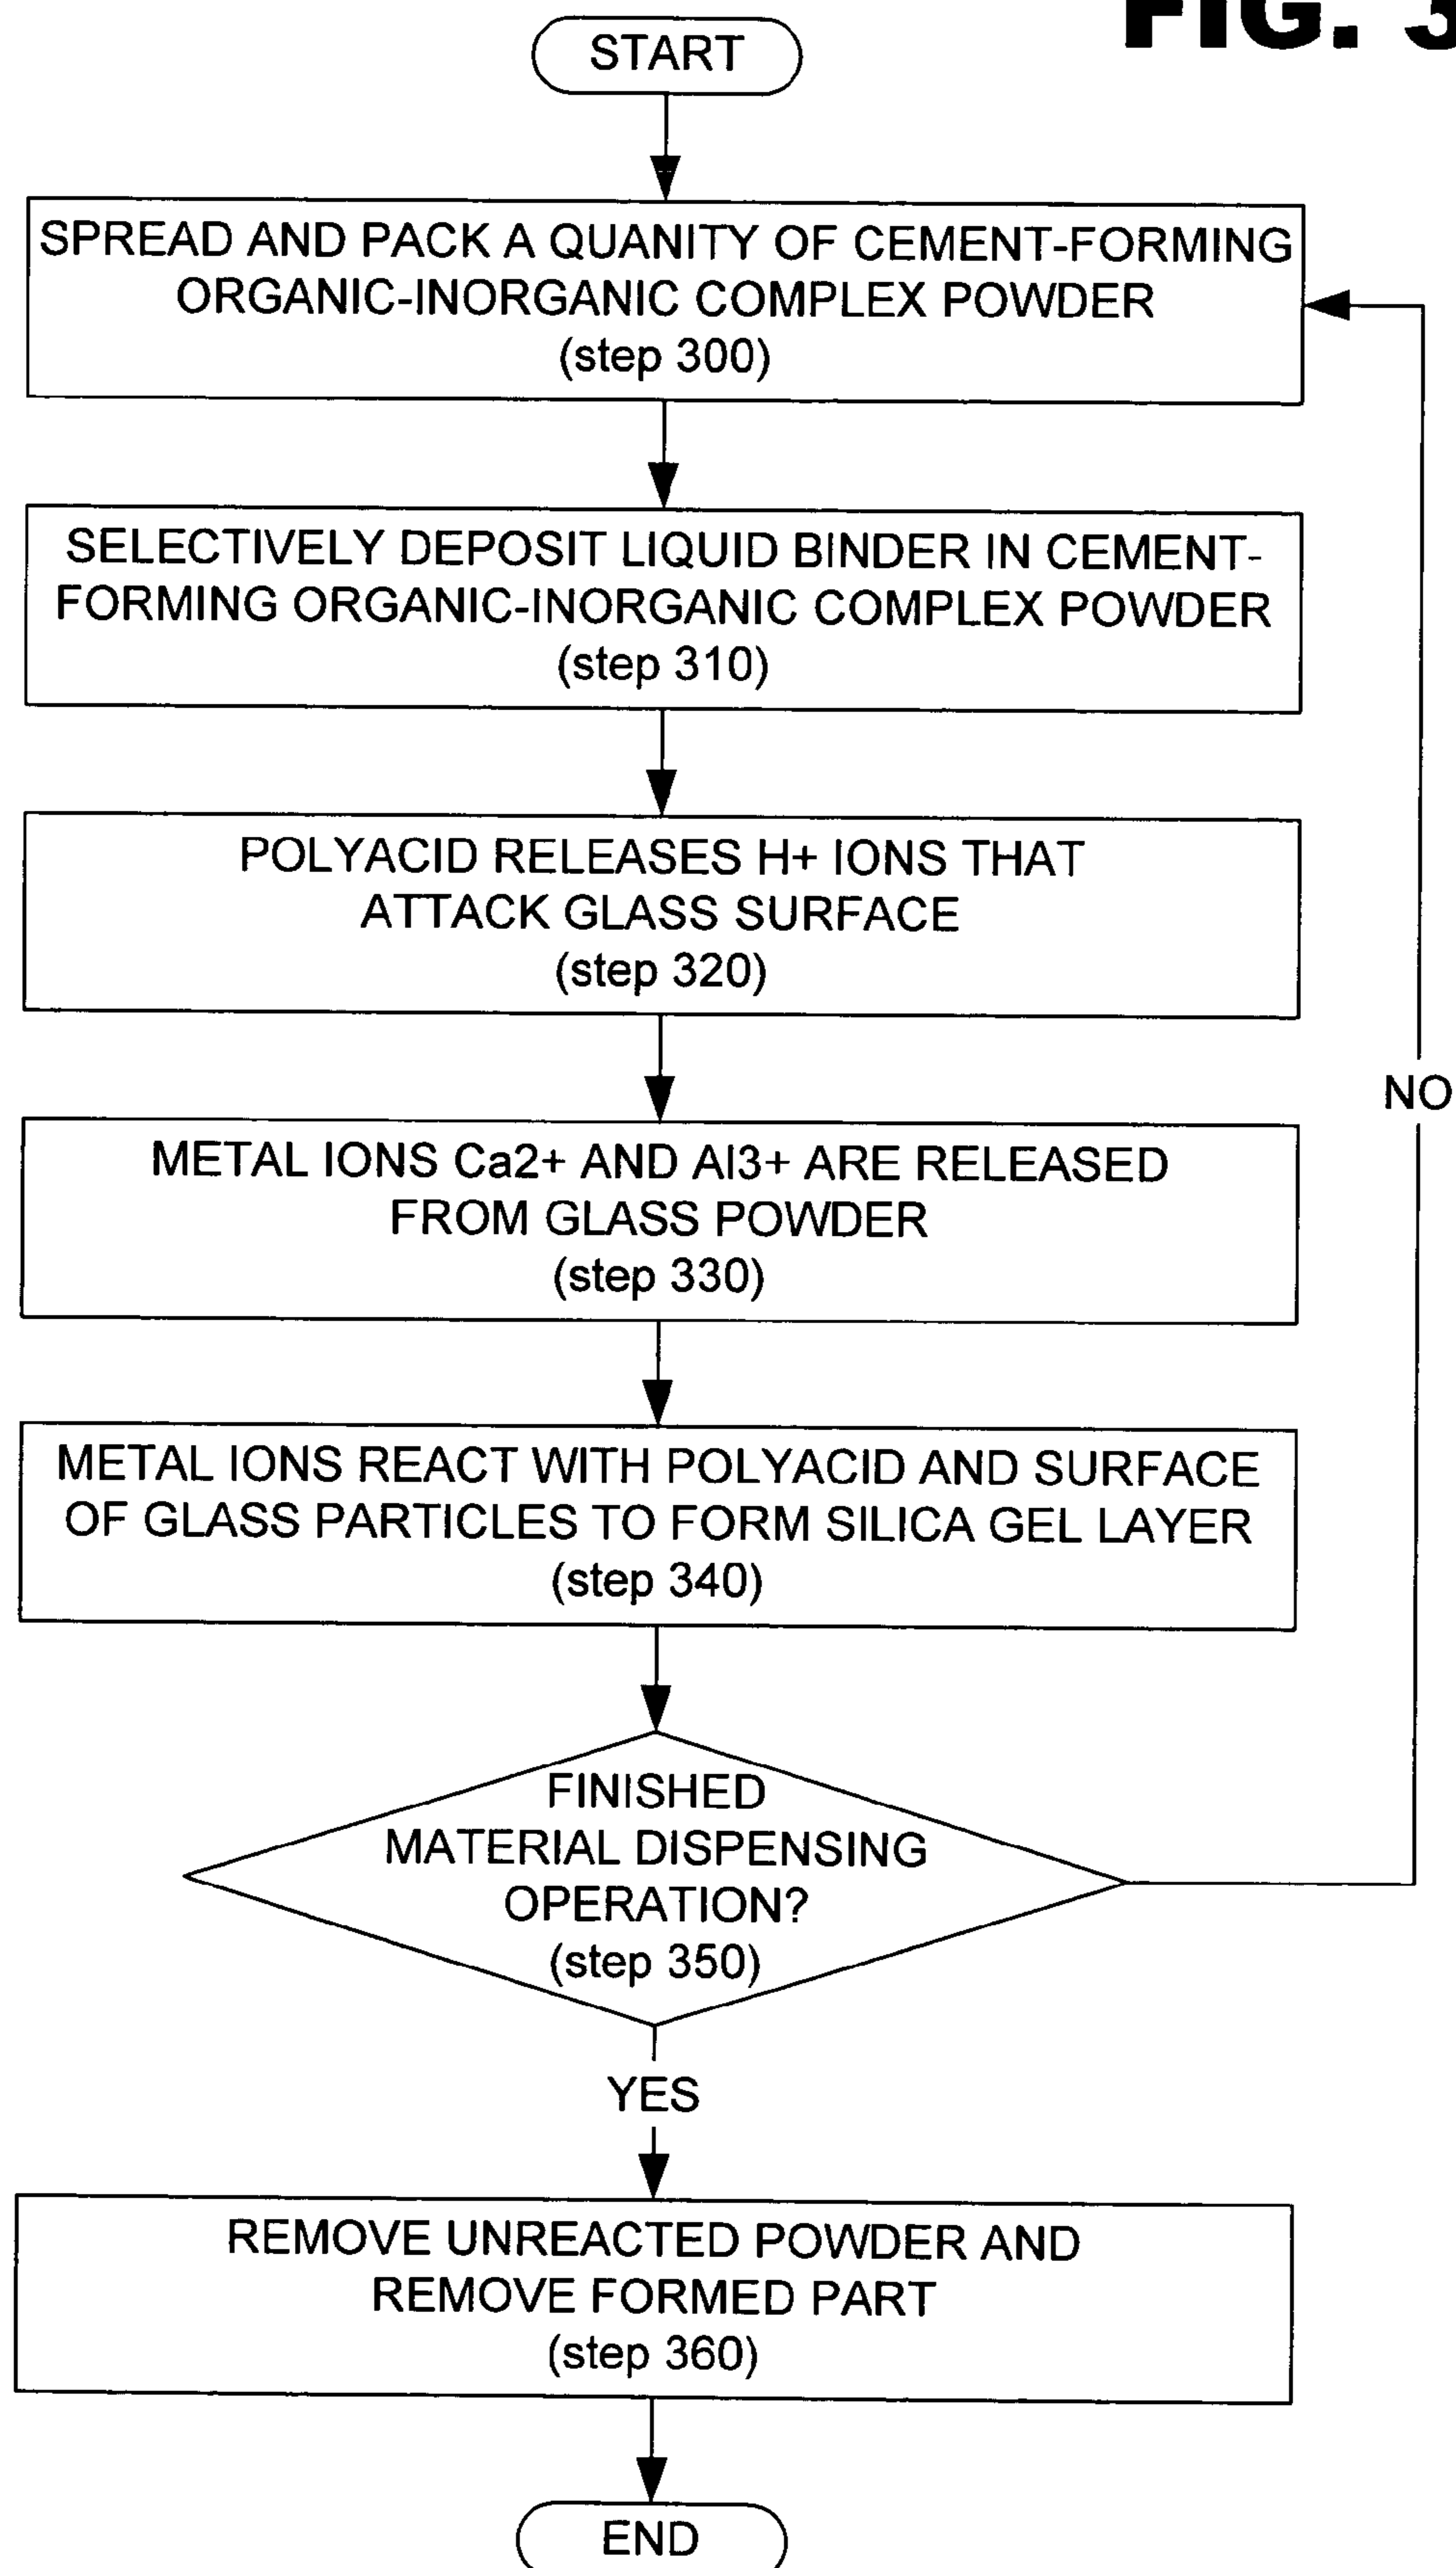 FIG. 3
START
SPREAD AND PACK A QUANITY OF CEMENT-FORMING
ORGANIC-INORGANIC COMPLEX POWDER
(step 300)
SELECTIVELY DEPOSIT LIQUID BINDER IN CEMENT-
FORMING ORGANIC-INORGANIC COMPLEX POWDER
(step 310)
POLYACID RELEASES H+ IONS THAT
ATTACK GLASS SURFACE
(step 320)
NO
METAL IONS Ca2+ AND Al3+ ARE RELEASED
FROM GLASS POWDER
(step 330)
METAL IONS REACT WITH POLYACID AND SURFACE
OF GLASS PARTICLES TO FORM SILICA GEL LAYER
(step 340)
FINISHED
MATERIAL DISPENSING
OPERATION?
(step 350)
YES
REMOVE UNREACTED POWDER AND
REMOVE FORMED PART
(step 360)
END